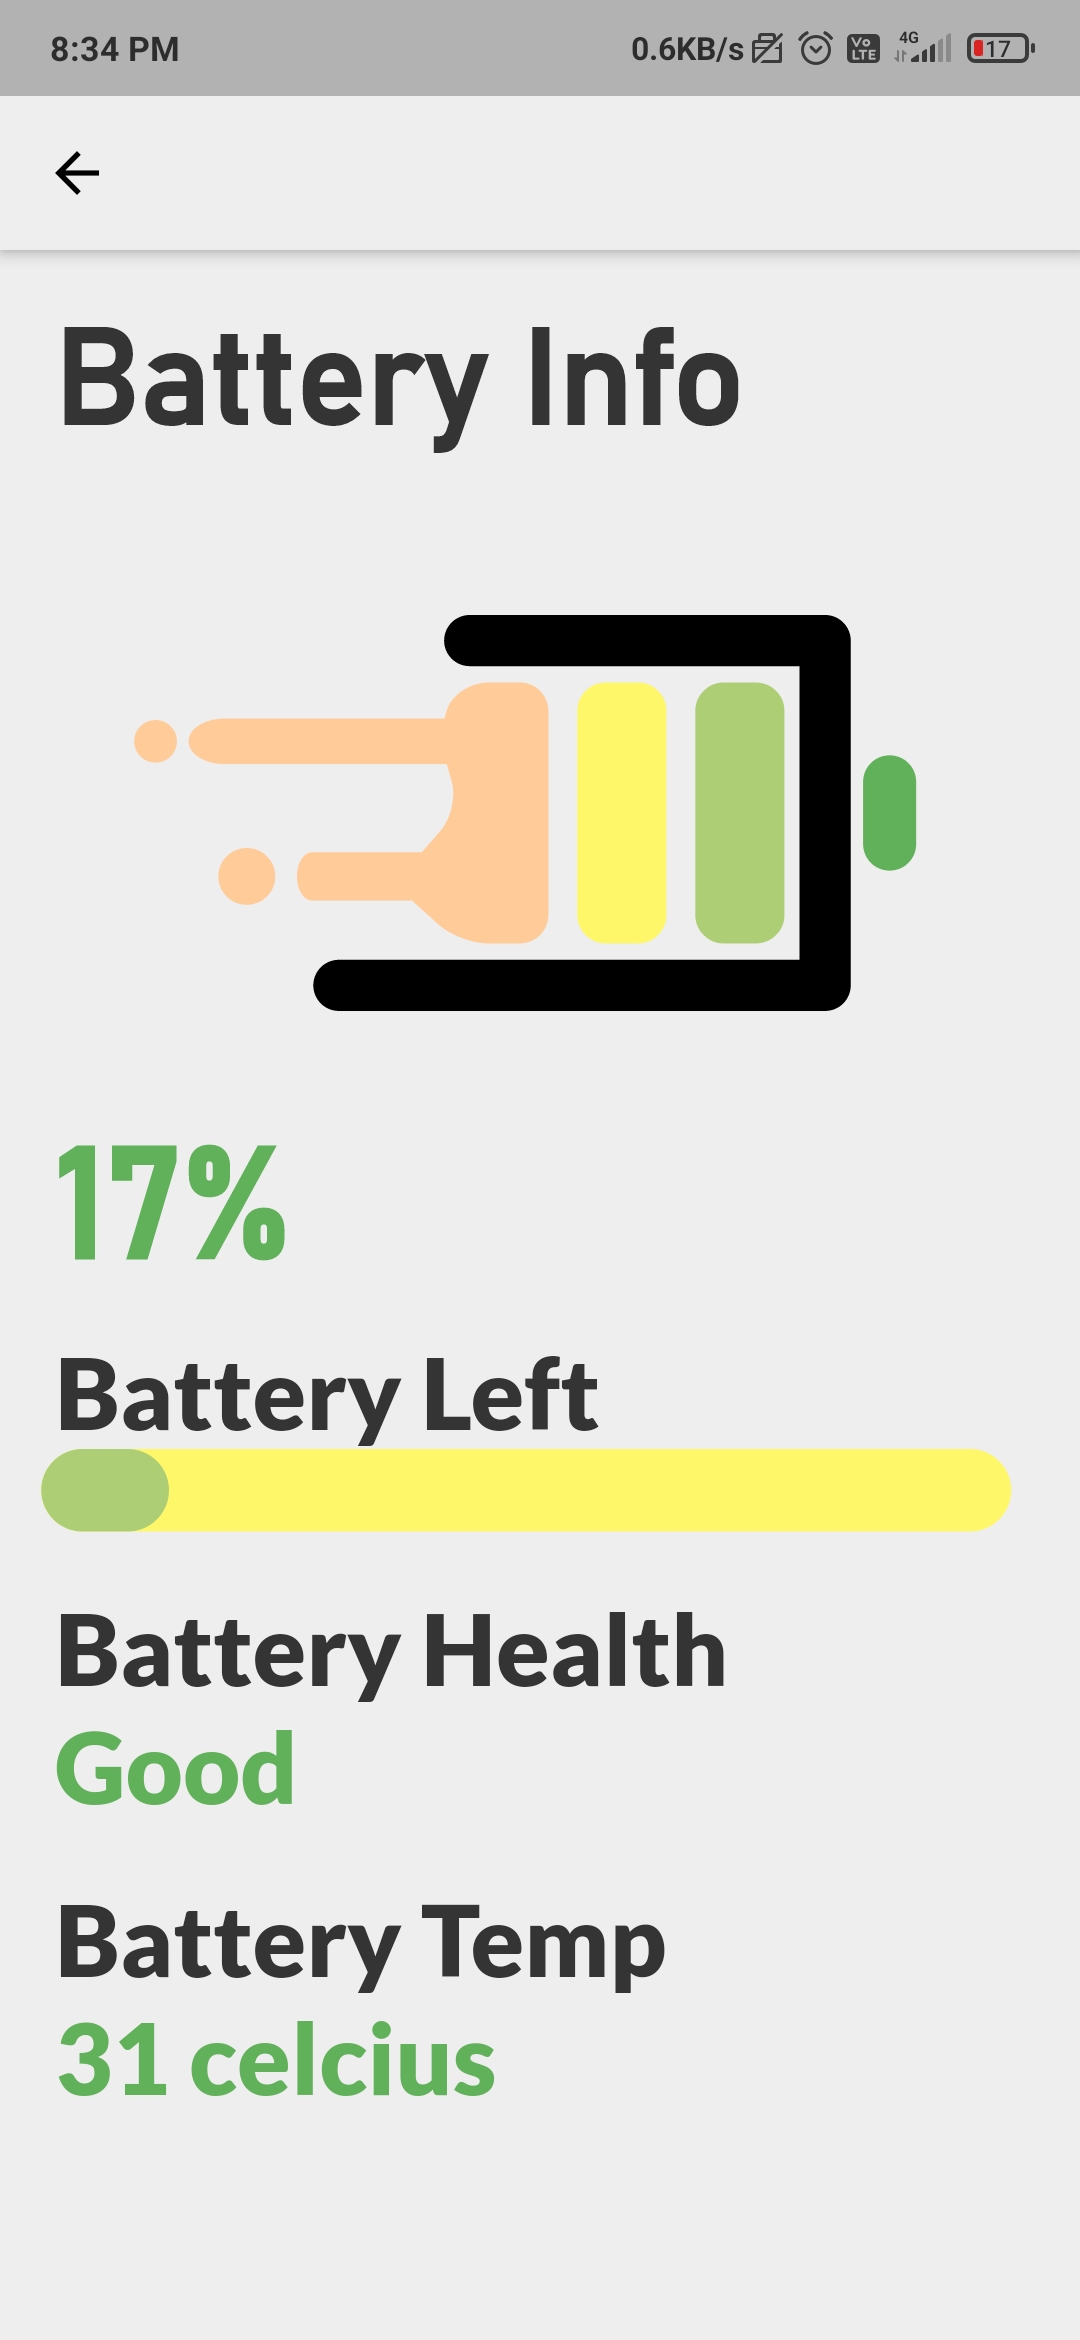 8:34 PM 0.6KB/s Vo LTE 4G 17
Battery Info
17%
Battery Left
Battery Health
Good
Battery Temp
31 celcius